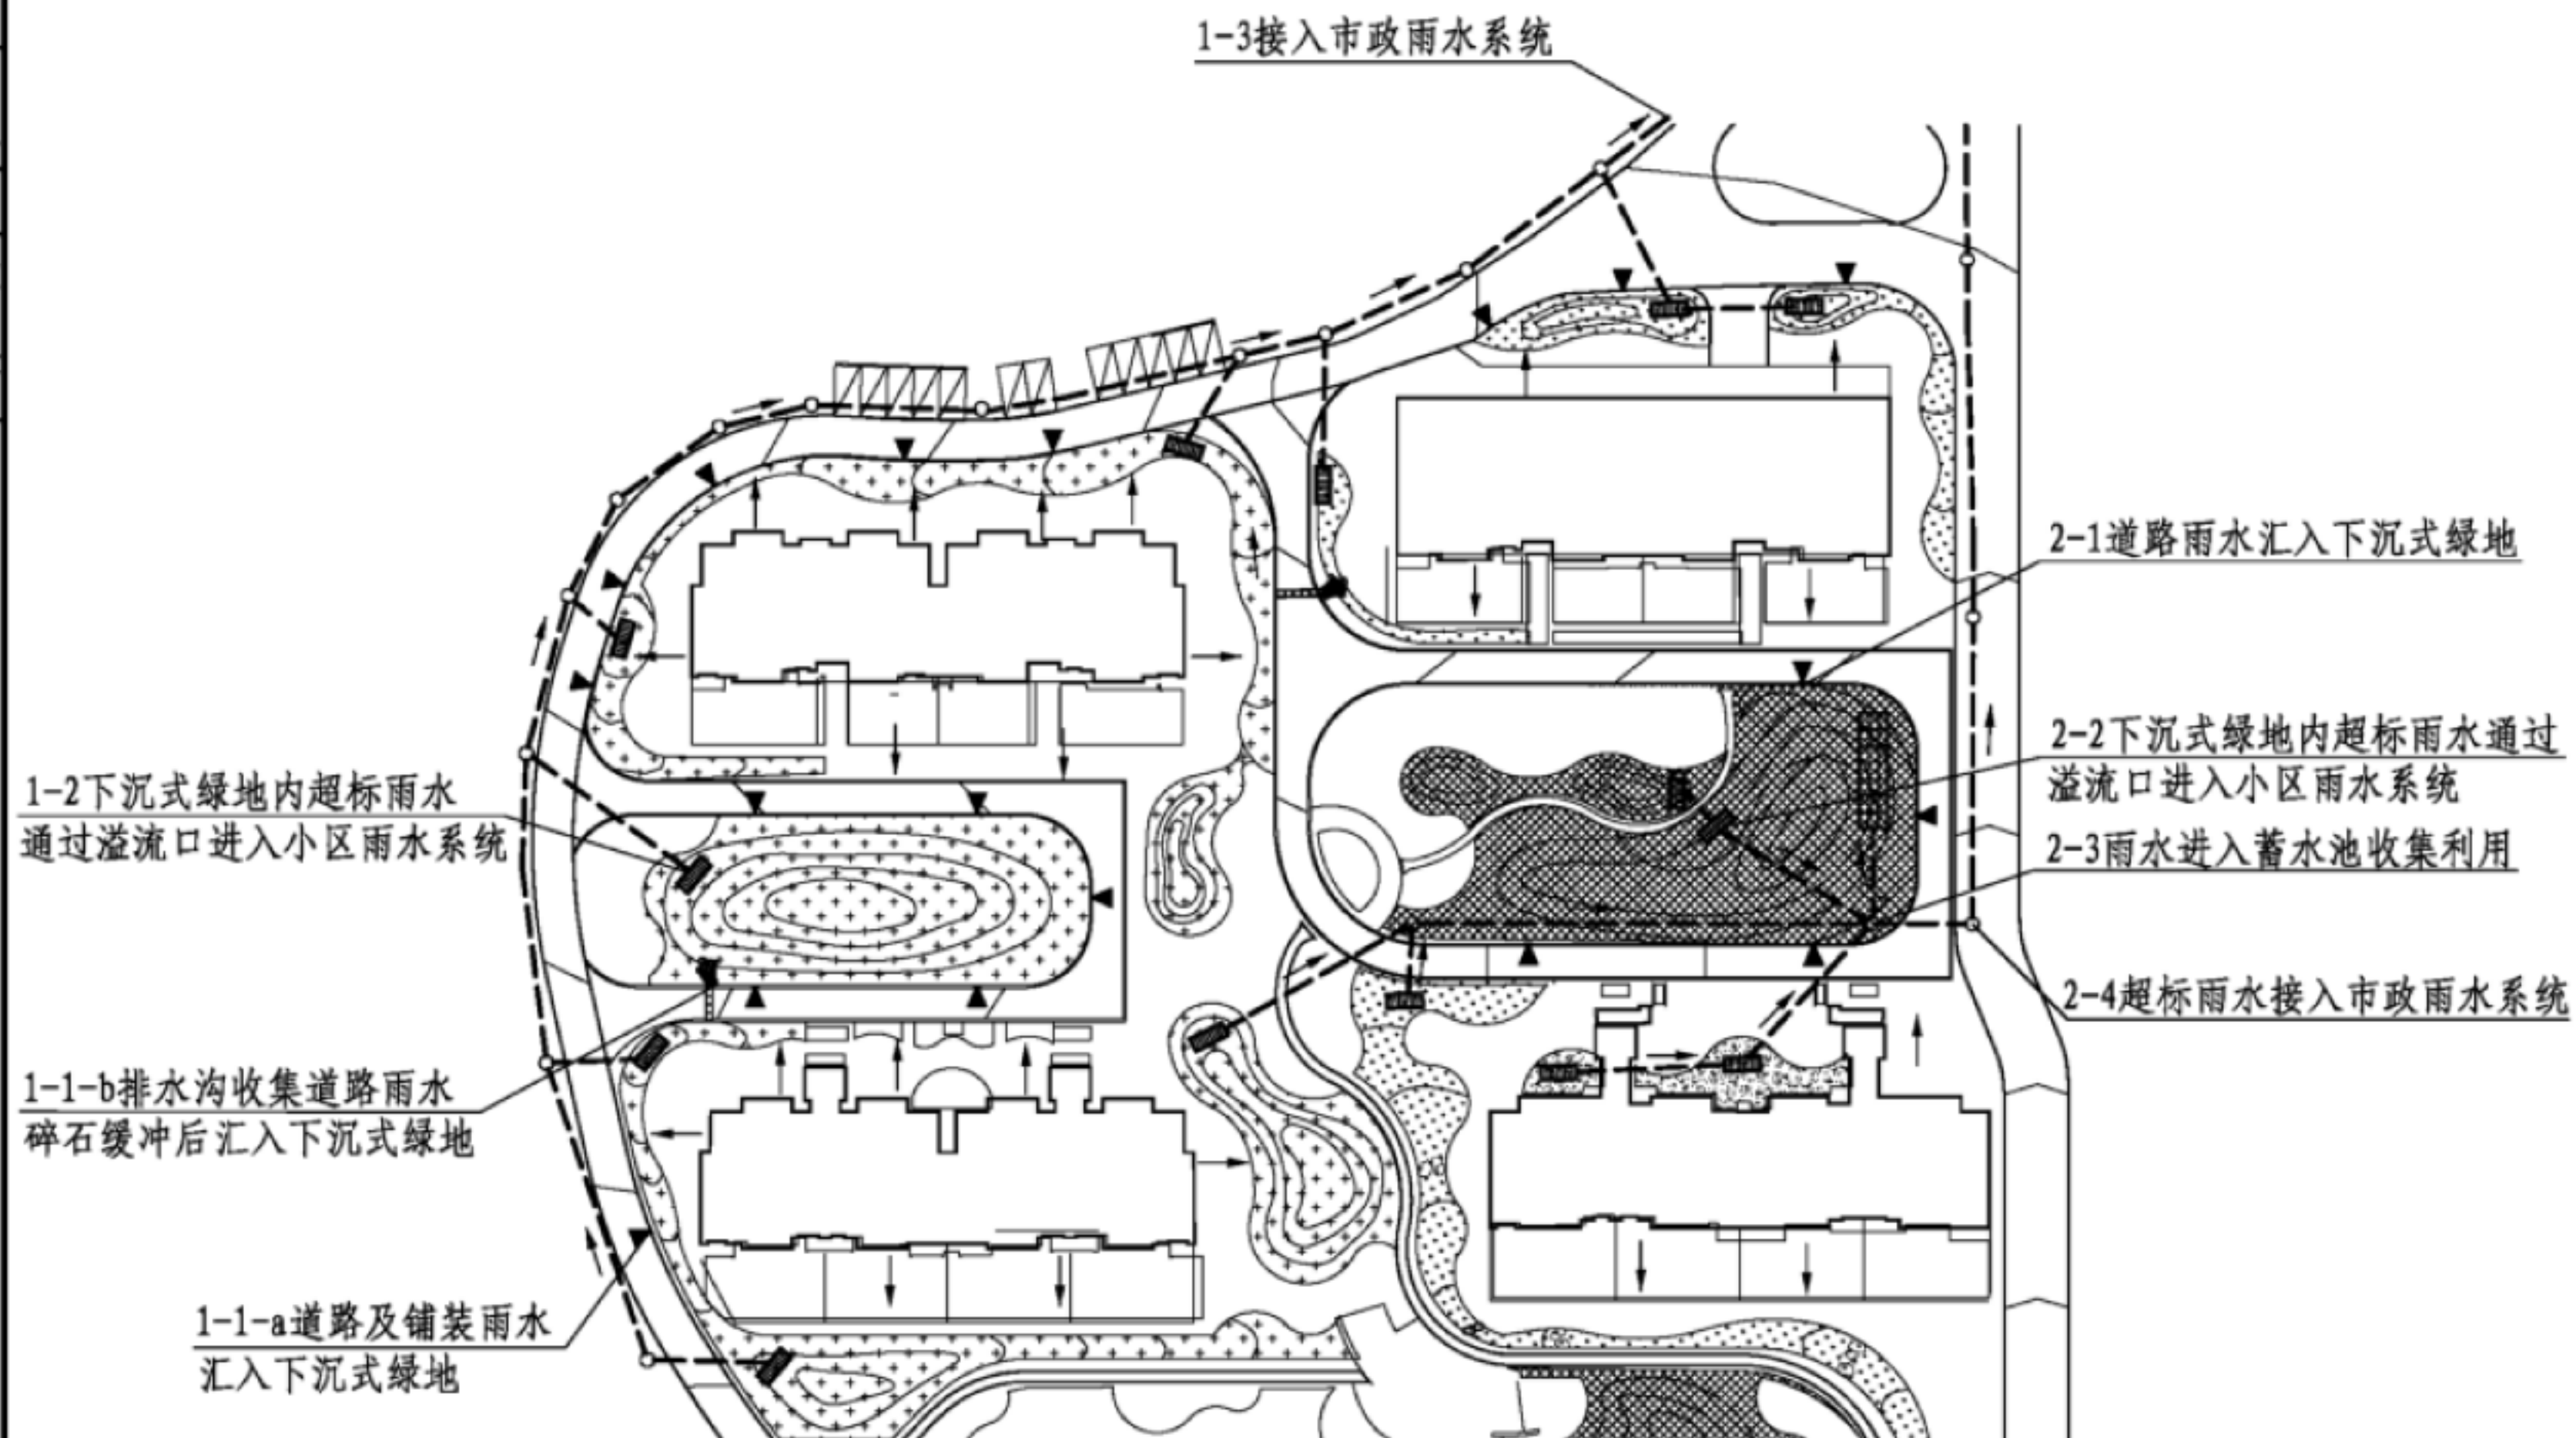 1-3接入市政雨水系统
2-1道路雨水汇入下沉式绿地
2-2下沉式绿地内超标雨水通过
溢流口进入小区雨水系统
2-3雨水进入蓄水池收集利用
2-4超标雨水接入市政雨水系统
1-2下沉式绿地内超标雨水
通过溢流口进入小区雨水系统
1-1-b排水沟收集道路雨水
碎石缓冲后汇入下沉式绿地
1-1-a道路及铺装雨水
汇入下沉式绿地